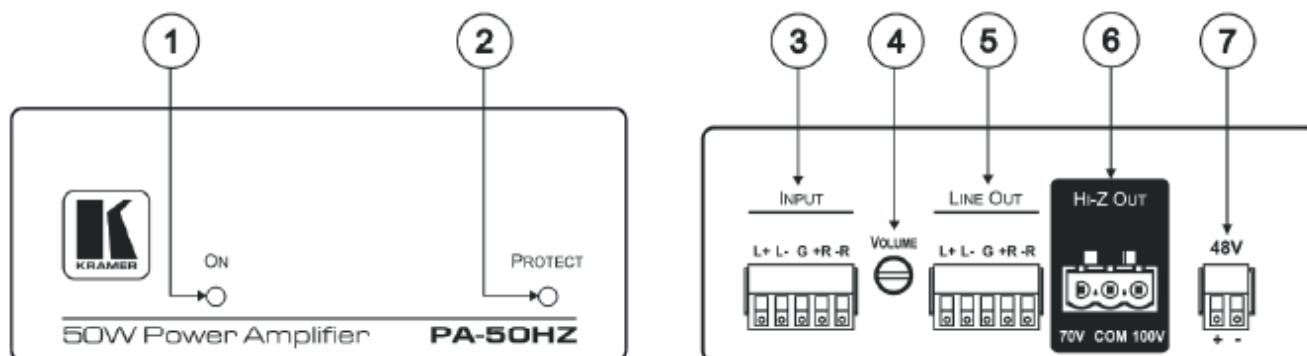 1 2 3 4 5 6 7
INPUT LINE OUT HI-Z OUT
L+ L- G +R -R VOLUME L+ L- G +R -R 48V
KRAMER ON PROTECT
50W Power Amplifier PA-50HZ
70V COM 100V + -